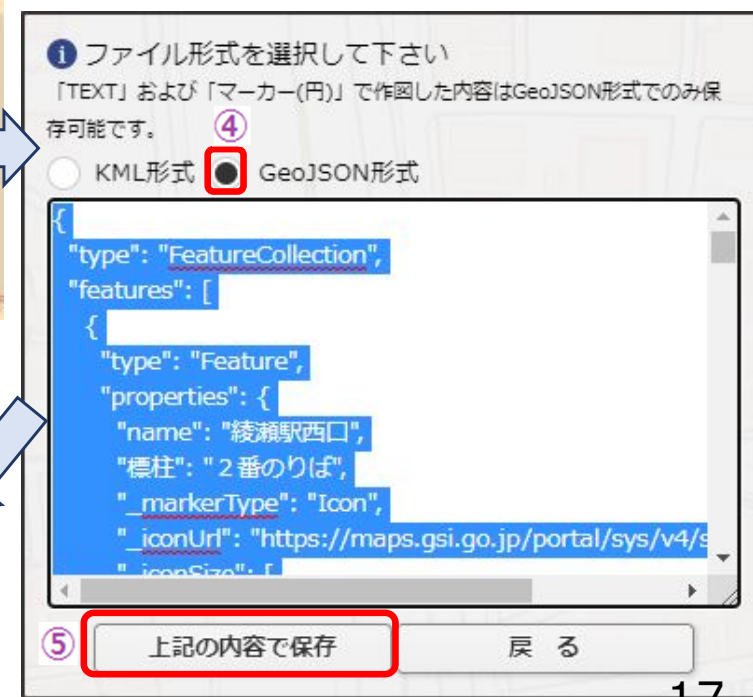 ファイル形式を選択して下さい
「TEXT」および「マーカー(円)」で作図した内容はGeoJSON形式でのみ保
存可能です。 ④
KML形式 GeoJSON形式
{
"type": "FeatureCollection",
"features": [
{
"type": "Feature",
"properties": {
"name": "綾瀬駅西口",
"標柱": "２番のりば",
"_markerType": "Icon",
"_iconUrl": "https://maps.gsi.go.jp/portal/sys/v4/s
"_iconSize": [
⑤ 上記の内容で保存 戻 る
17